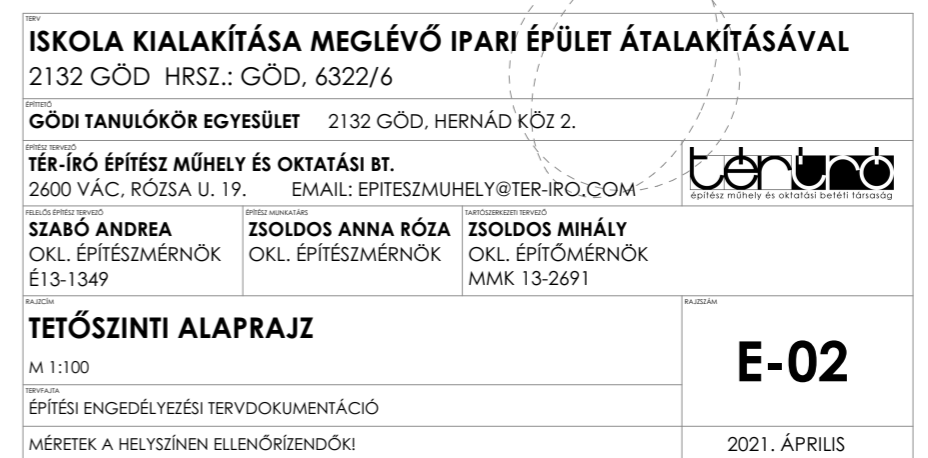 TERV
ISKOLA KIALAKÍTÁSA MEGLÉVŐ IPARI ÉPÜLET ÁTALAKÍTÁSÁVAL
2132 GÖD HRSZ.: GÖD, 6322/6
ÉPÍTTETŐ
GÖDI TANULÓKÖR EGYESÜLET 2132 GÖD, HERNÁD KÖZ 2.
ÉPÍTÉSZ TERVEZŐ
TÉR-ÍRÓ ÉPÍTÉSZ MŰHELY ÉS OKTATÁSI BT.
2600 VÁC, RÓZSA U. 19. EMAIL: EPITESZMUHELY@TER-IRO.COM
tér író
építész műhely és oktatási betéti társaság
FELELŐS ÉPÍTÉSZ TERVEZŐ
SZABÓ ANDREA
OKL. ÉPÍTÉSZMÉRNÖK
É13-1349
ÉPÍTÉSZ MUNKATÁRS
ZSOLDOS ANNA RÓZA
OKL. ÉPÍTÉSZMÉRNÖK
TARTÓSZERKEZETI TERVEZŐ
ZSOLDOS MIHÁLY
OKL. ÉPÍTŐMÉRNÖK
MMK 13-2691
RAJZCÍM
TETŐSZINTI ALAPRAJZ
M 1:100
RAJZSZÁM
E-02
TERVFAJTA
ÉPÍTÉSI ENGEDÉLYEZÉSI TERVDOKUMENTÁCIÓ
MÉRETEK A HELYSZÍNEN ELLENŐRÍZENDŐK!
2021. ÁPRILIS